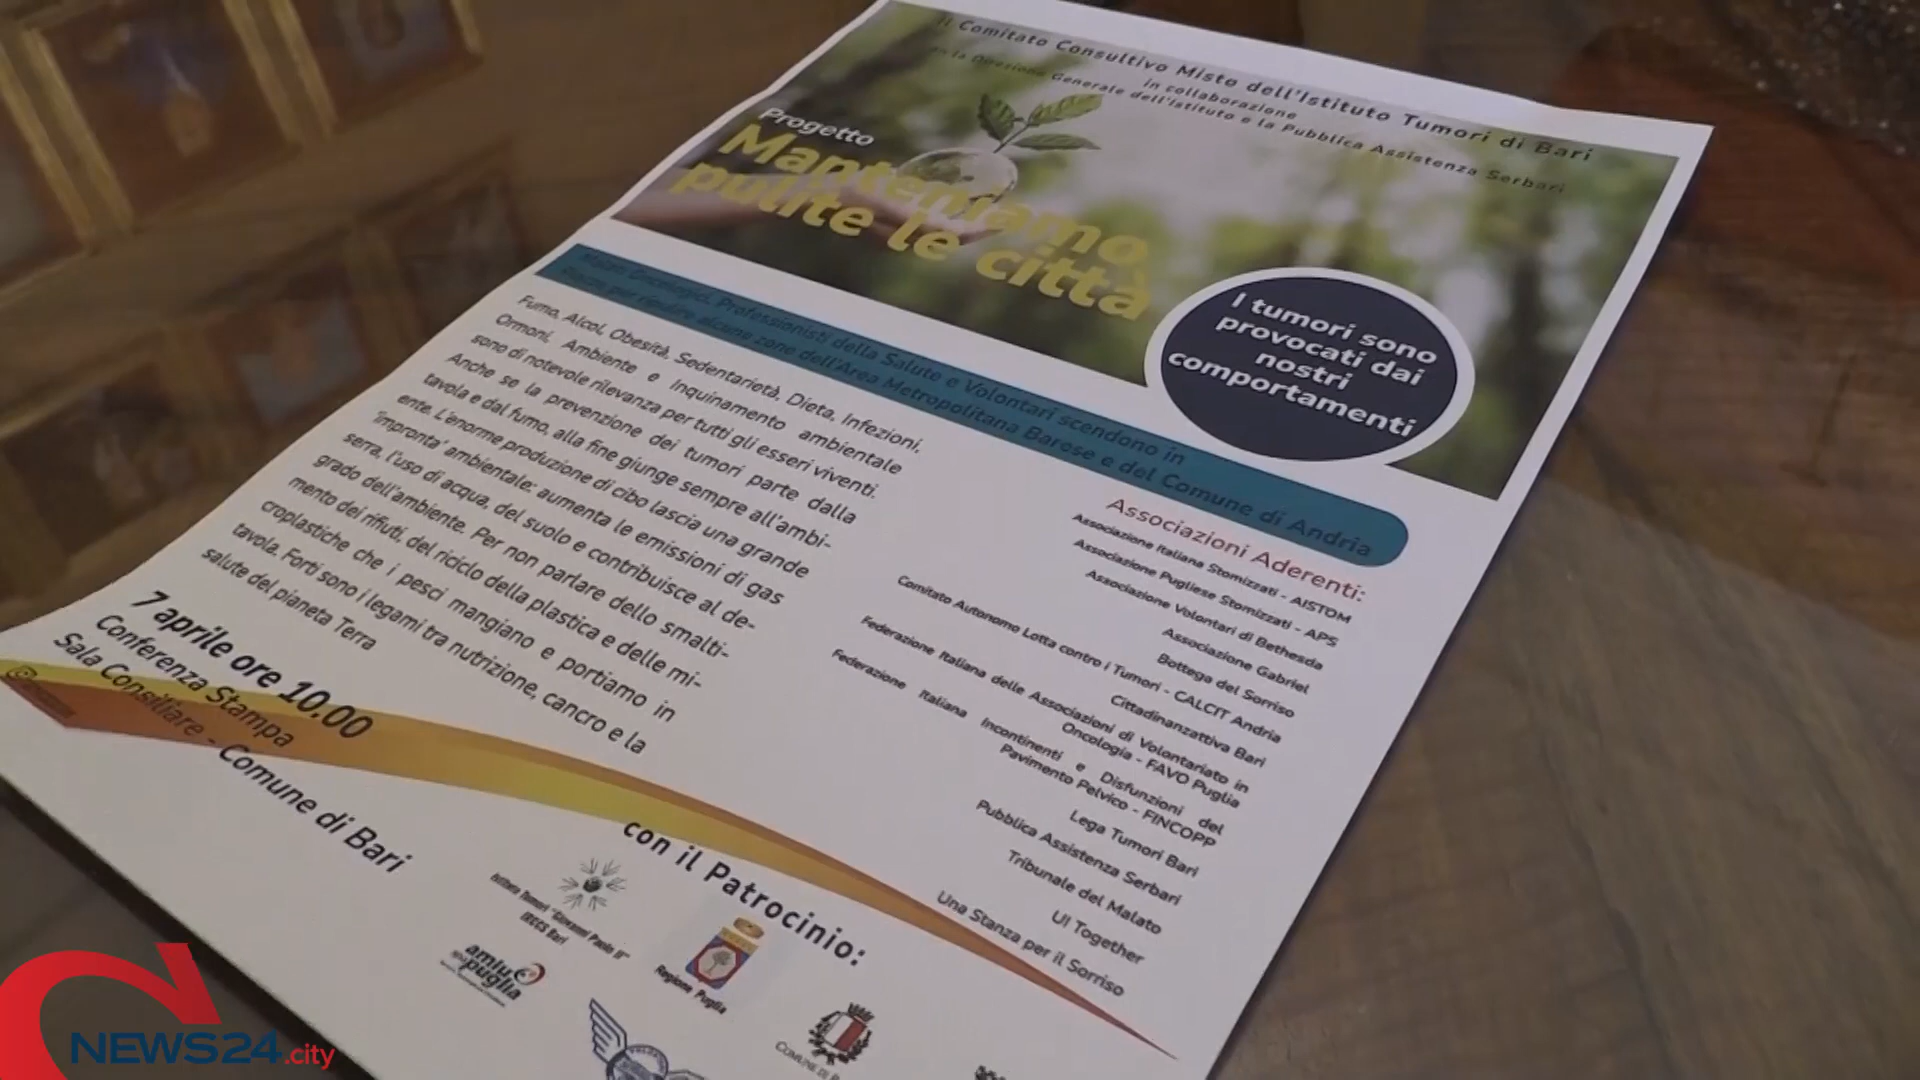 Il Comitato Consultivo Misto dell'Istituto Tumori di Bari
in collaborazione
con la Direzione Generale dell'Istituto e la Pubblica Assistenza Serbari
Progetto
Manteniamo
pulite le città
I tumori sono
provocati dai
nostri
comportamenti
Malati Oncologici, Professionisti della Salute e Volontari scendono in
Piazza per ripulire alcune zone dell'Area Metropolitana Barese e del Comune di Andria
Fumo, Alcol, Obesità, Sedentarietà, Dieta, Infezioni,
Ormoni, Ambiente e Inquinamento ambientale
sono di notevole rilevanza per tutti gli esseri viventi.
Anche se la prevenzione dei tumori parte dalla
tavola e dal fumo, alla fine giunge sempre all'ambi-
ente. L'enorme produzione di cibo lascia una grande
'impronta' ambientale: aumenta le emissioni di gas
serra, l'uso di acqua, del suolo e contribuisce al de-
grado dell'ambiente. Per non parlare dello smalti-
mento dei rifiuti, del riciclo della plastica e delle mi-
croplastiche che i pesci mangiano e portiamo in
tavola. Forti sono i legami tra nutrizione, cancro e la
salute del pianeta Terra
7 aprile ore 10.00
Conferenza Stampa
Sala Consiliare - Comune di Bari
Associazioni Aderenti:
Associazione Italiana Stomizzati - AISTOM
Associazione Pugliese Stomizzati - APS
Associazione Volontari di Bethesda
Associazione Gabriel
Bottega del Sorriso
Comitato Autonomo Lotta contro i Tumori - CALCIT Andria
Cittadinanzattiva Bari
Federazione Italiana delle Associazioni di Volontariato in
Oncologia - FAVO Puglia
Federazione Italiana Incontinenti e Disfunzioni del
Pavimento Pelvico - FINCOPP
Lega Tumori Bari
Pubblica Assistenza Serbari
Tribunale del Malato
UI Together
Una Stanza per il Sorriso
con il Patrocinio:
Istituto Tumori "Giovanni Paolo II"
IRCCS Bari
Regione Puglia
amiu
puglia
COMUNE DI
NEWS24.city